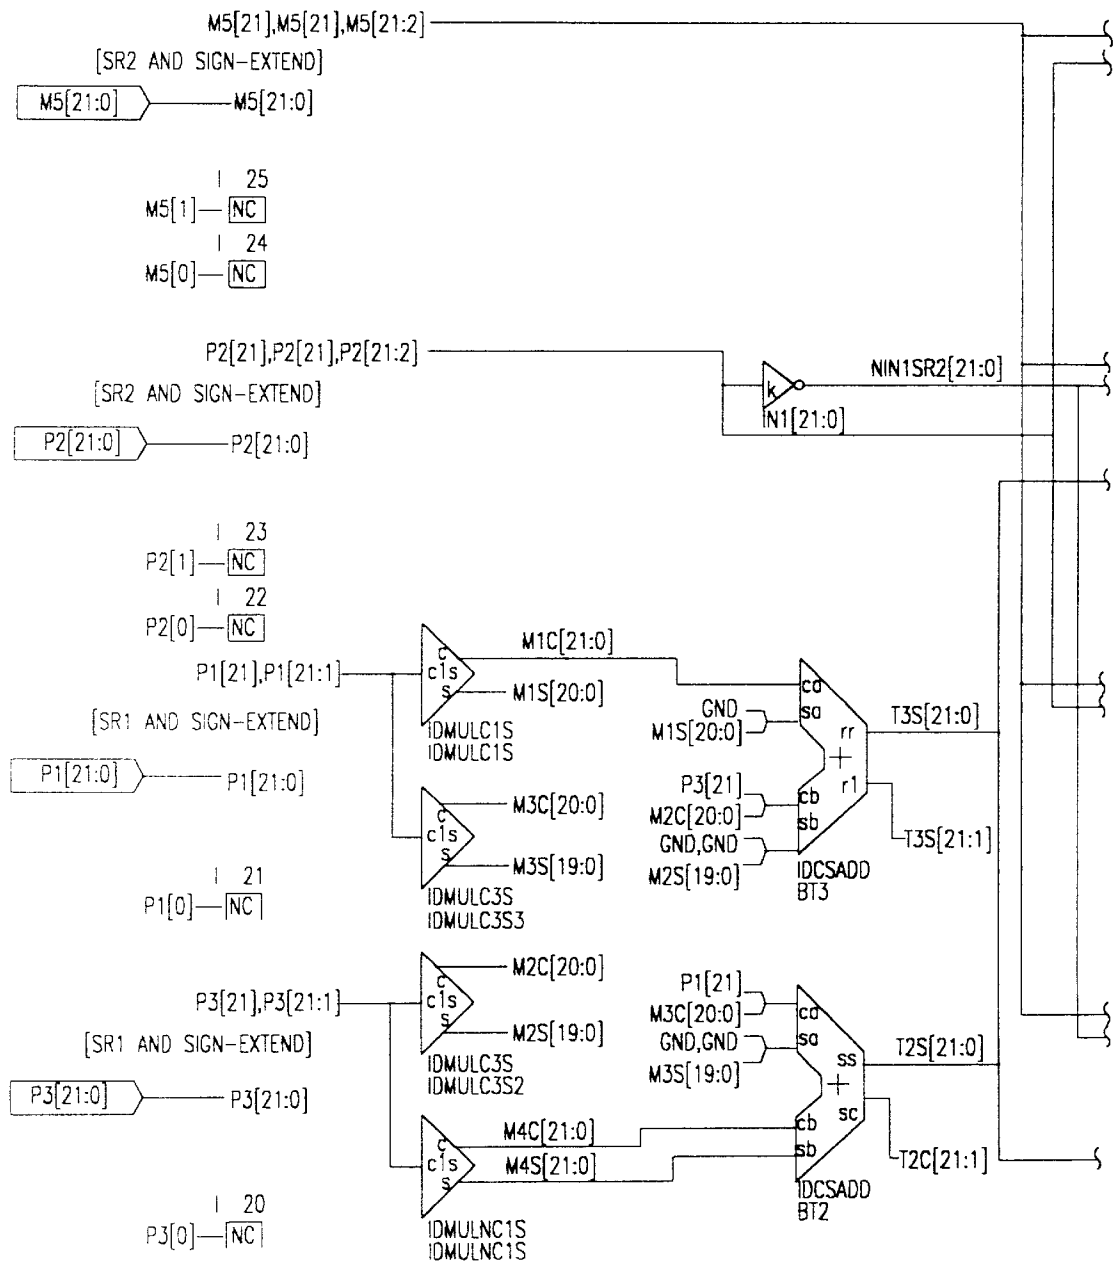 M5[21],M5[21],M5[21:2]
[SR2 AND SIGN-EXTEND]
M5[21:0]
M5[21:0]
I 25
M5[1]
NC
I 24
M5[0]
NC
P2[21],P2[21],P2[21:2]
[SR2 AND SIGN-EXTEND]
k
NIN1SR2[21:0]
IN1[21:0]
P2[21:0]
P2[21:0]
I 23
P2[1]
NC
I 22
P2[0]
NC
P1[21],P1[21:1]
[SR1 AND SIGN-EXTEND]
P1[21:0]
P1[21:0]
c
c1s
s
M1C[21:0]
M1S[20:0]
IDMULC1S
IDMULC1S
c
c1s
s
M3C[20:0]
M3S[19:0]
IDMULC3S
IDMULC3S3
GND
M1S[20:0]
P3[21]
M2C[20:0]
GND,GND
M2S[19:0]
ca
sa
rr
+
r1
cb
sb
T3S[21:0]
T3S[21:1]
IDCSADD
BT3
I 21
P1[0]
NC
P3[21],P3[21:1]
[SR1 AND SIGN-EXTEND]
P3[21:0]
P3[21:0]
c
c1s
s
M2C[20:0]
M2S[19:0]
IDMULC3S
IDMULC3S2
c
c1s
s
M4C[21:0]
M4S[21:0]
IDMULNC1S
IDMULNC1S
P1[21]
M3C[20:0]
GND,GND
M3S[19:0]
ca
sa
ss
+
sc
cb
sb
T2S[21:0]
T2C[21:1]
IDCSADD
BT2
I 20
P3[0]
NC